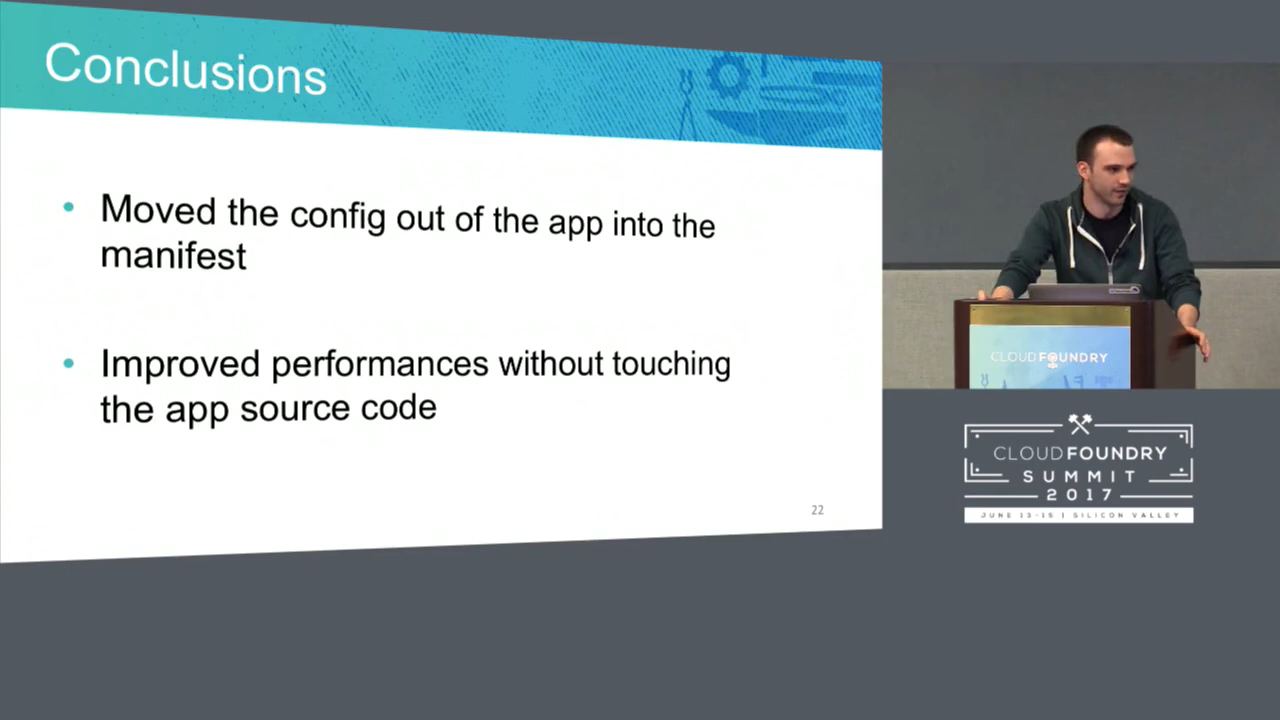 Conclusions
• Moved the config out of the app into the
manifest
• Improved performances without touching
the app source code
22
CLOUD FOUNDRY
CLOUD FOUNDRY
SUMMIT
2017
JUNE 13-15 | SILICON VALLEY